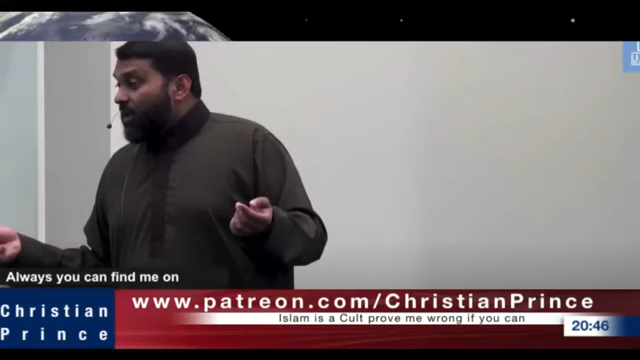 Always you can find me on
Christian
Prince
www.patreon.com/ChristianPrince
Islam is a Cult prove me wrong if you can
20:46